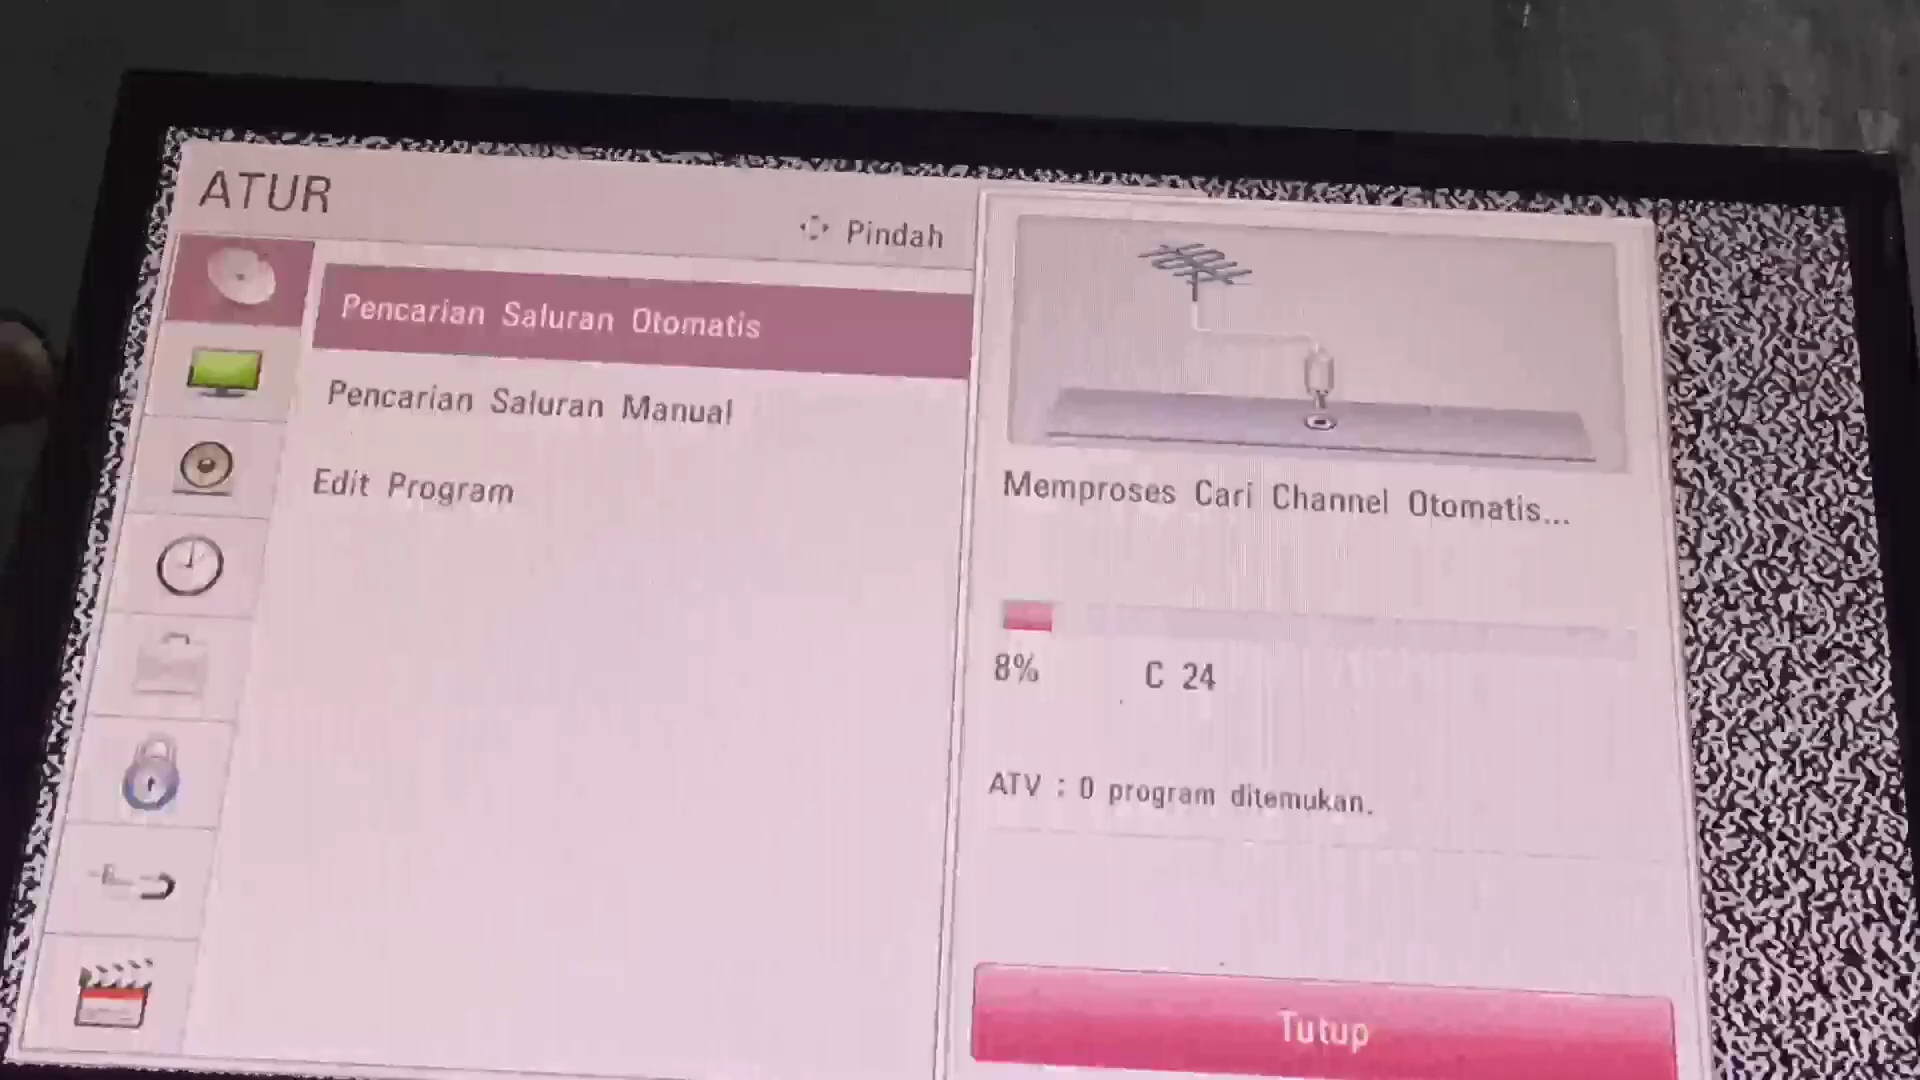 ATUR
Pindah
Pencarian Saluran Otomatis
Pencarian Saluran Manual
Edit Program
Memproses Cari Channel Otomatis...
8% C 24
ATV : 0 program ditemukan.
Tutup